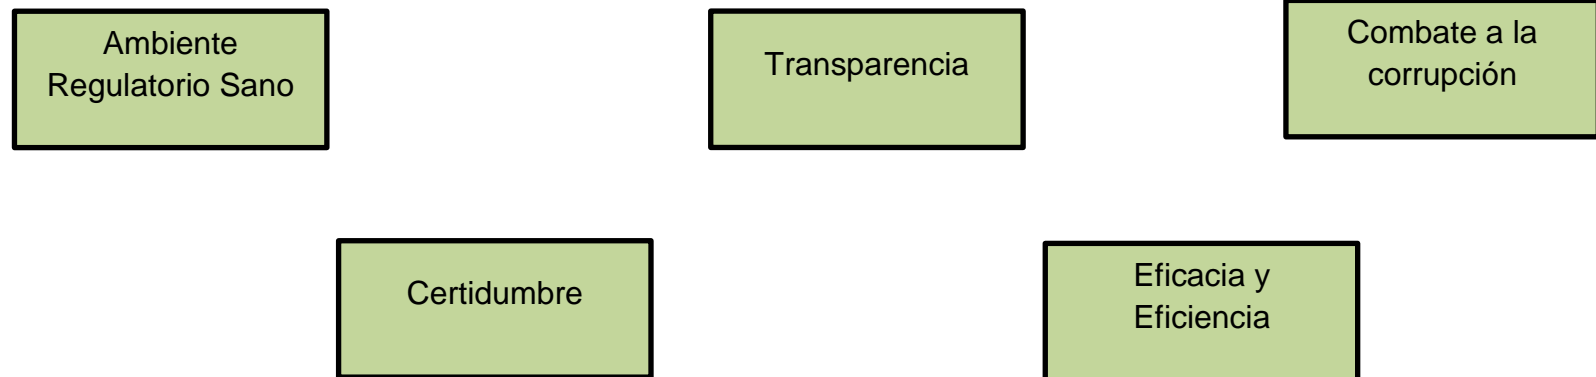 Ambiente
Regulatorio Sano
Transparencia
Combate a la
corrupción
Certidumbre
Eficacia y
Eficiencia